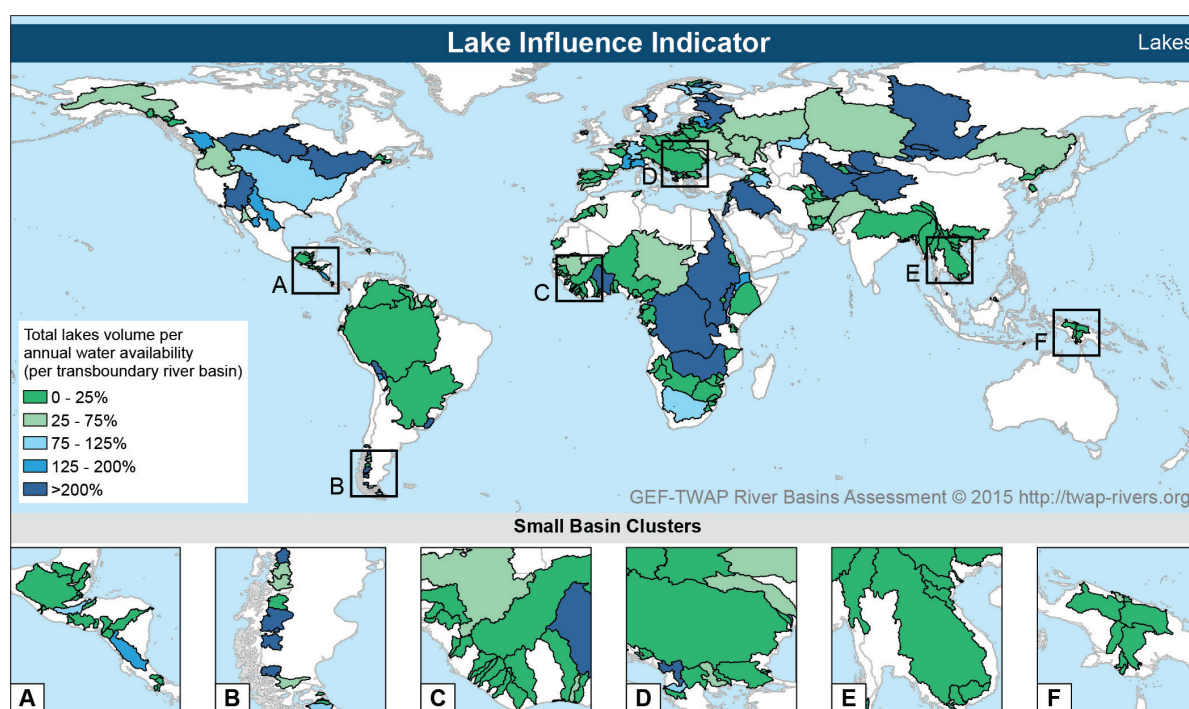 Lake Influence Indicator
Lakes
A
B
C
D
E
F
Total lakes volume per
annual water availability
(per transboundary river basin)
0 - 25%
25 - 75%
75 - 125%
125 - 200%
>200%
GEF-TWAP River Basins Assessment © 2015 http://twap-rivers.org
Small Basin Clusters
A
B
C
D
E
F